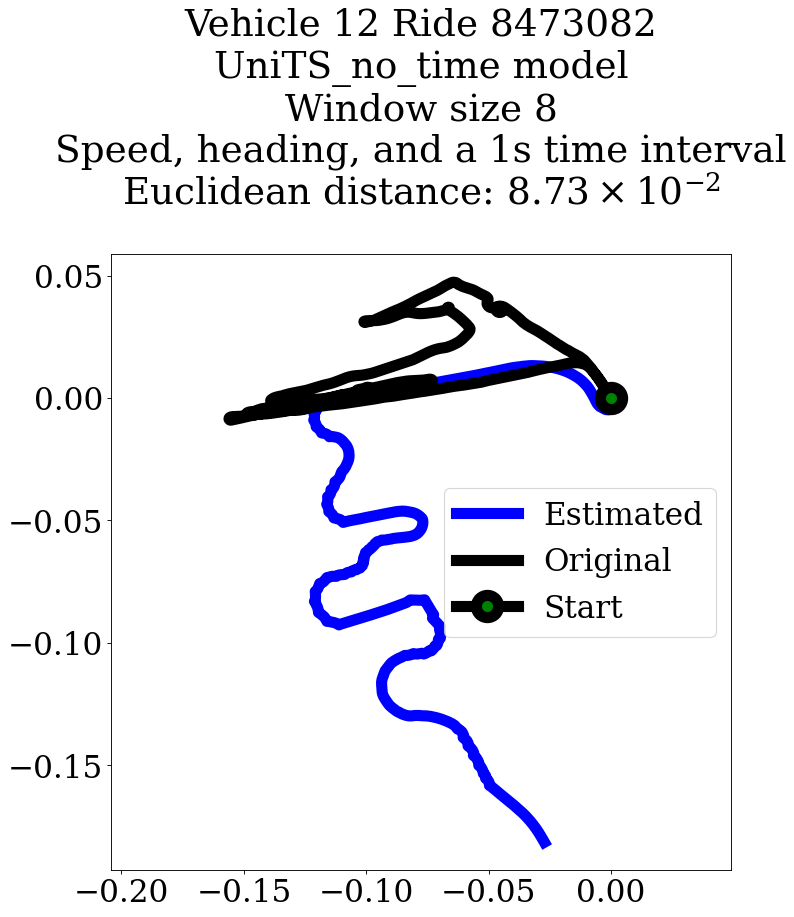 Vehicle 12 Ride 8473082
UniTS_no_time model
Window size 8
Speed, heading, and a 1s time interval
Euclidean distance: 8.73 × 10⁻²
0.05
0.00
−0.05
−0.10
−0.15
Estimated
Original
Start
−0.20 −0.15 −0.10 −0.05 0.00